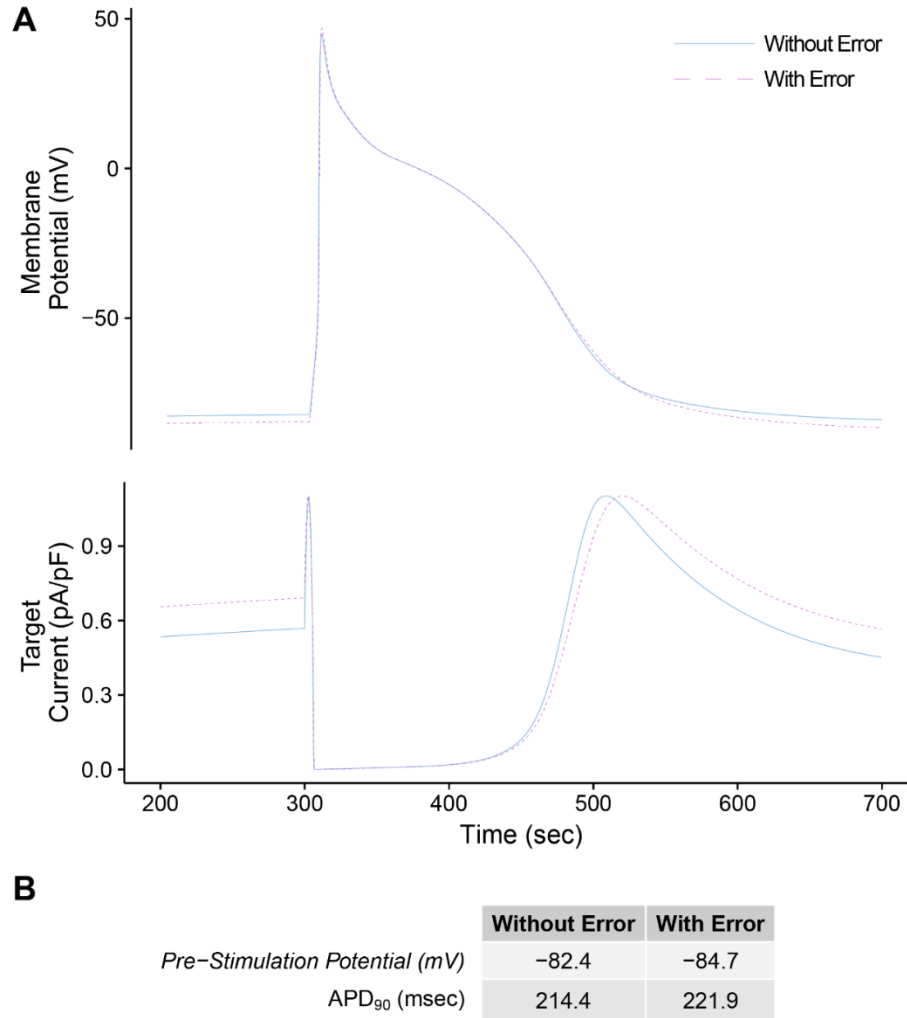 A
50
0
−50
Membrane
Potential (mV)
Without Error
With Error
0.9
0.6
0.3
0.0
Target
Current (pA/pF)
200 300 400 500 600 700
Time (sec)
B
Without Error With Error
Pre−Stimulation Potential (mV) −82.4 −84.7
APD90 (msec) 214.4 221.9